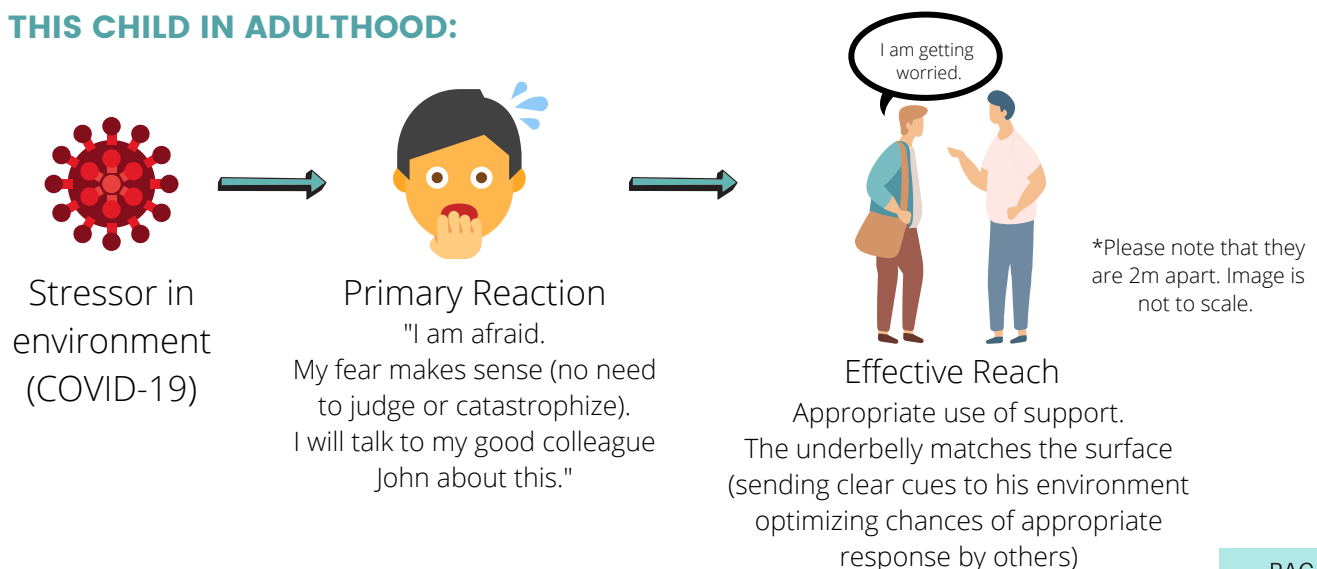 THIS CHILD IN ADULTHOOD:
I am getting
worried.
Stressor in
environment
(COVID-19)
Primary Reaction
"I am afraid.
My fear makes sense (no need
to judge or catastrophize).
I will talk to my good colleague
John about this."
Effective Reach
Appropriate use of support.
The underbelly matches the surface
(sending clear cues to his environment
optimizing chances of appropriate
response by others)
*Please note that they
are 2m apart. Image is
not to scale.